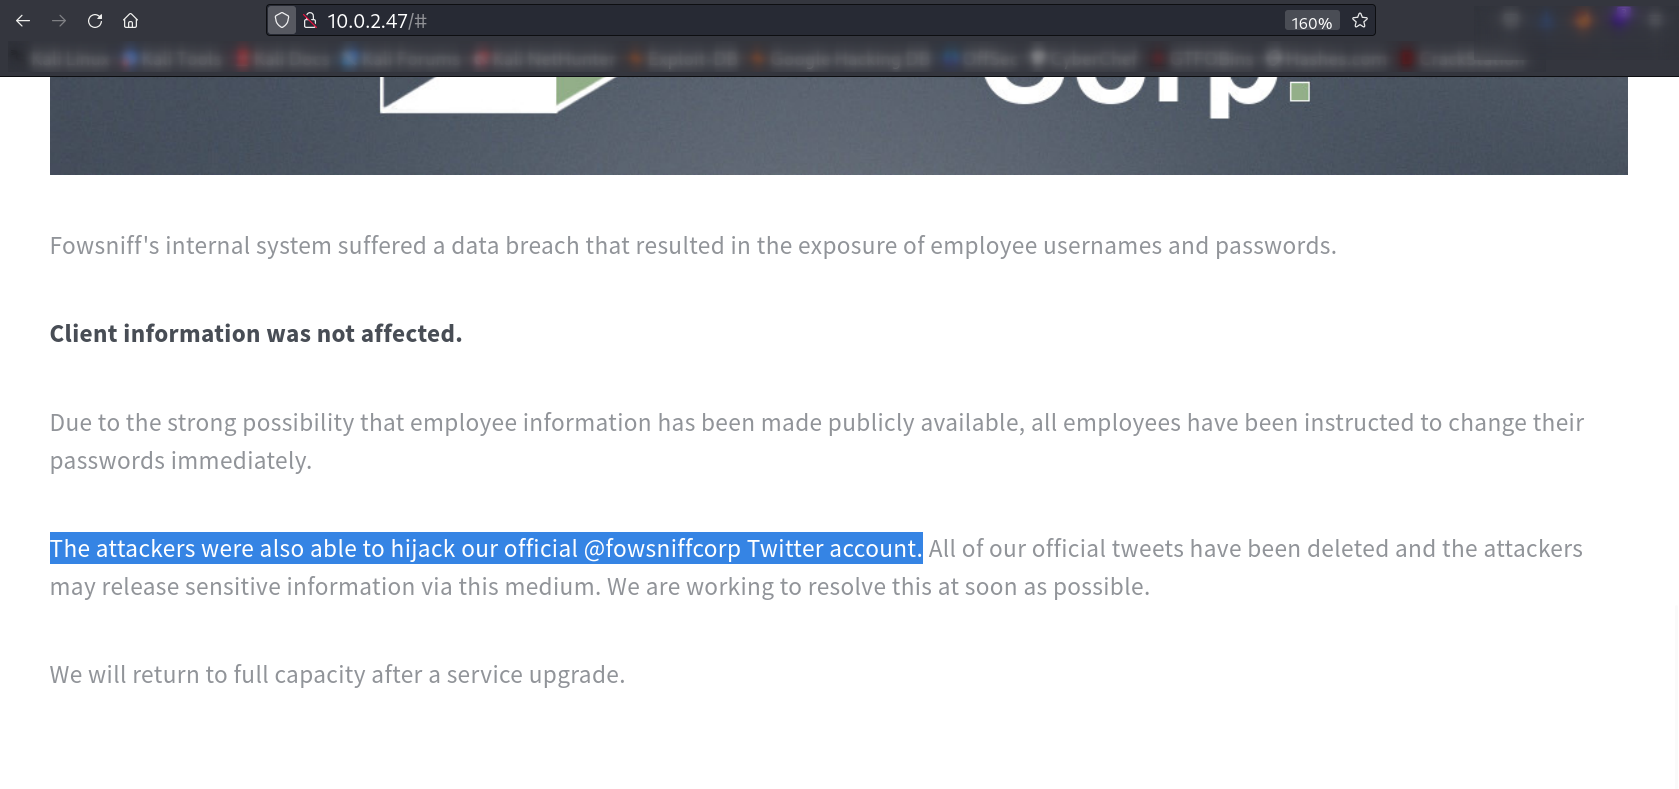 10.0.2.47/#
160%
Corp.
Fowsniff's internal system suffered a data breach that resulted in the exposure of employee usernames and passwords.
Client information was not affected.
Due to the strong possibility that employee information has been made publicly available, all employees have been instructed to change their
passwords immediately.
The attackers were also able to hijack our official @fowsniffcorp Twitter account. All of our official tweets have been deleted and the attackers
may release sensitive information via this medium. We are working to resolve this at soon as possible.
We will return to full capacity after a service upgrade.